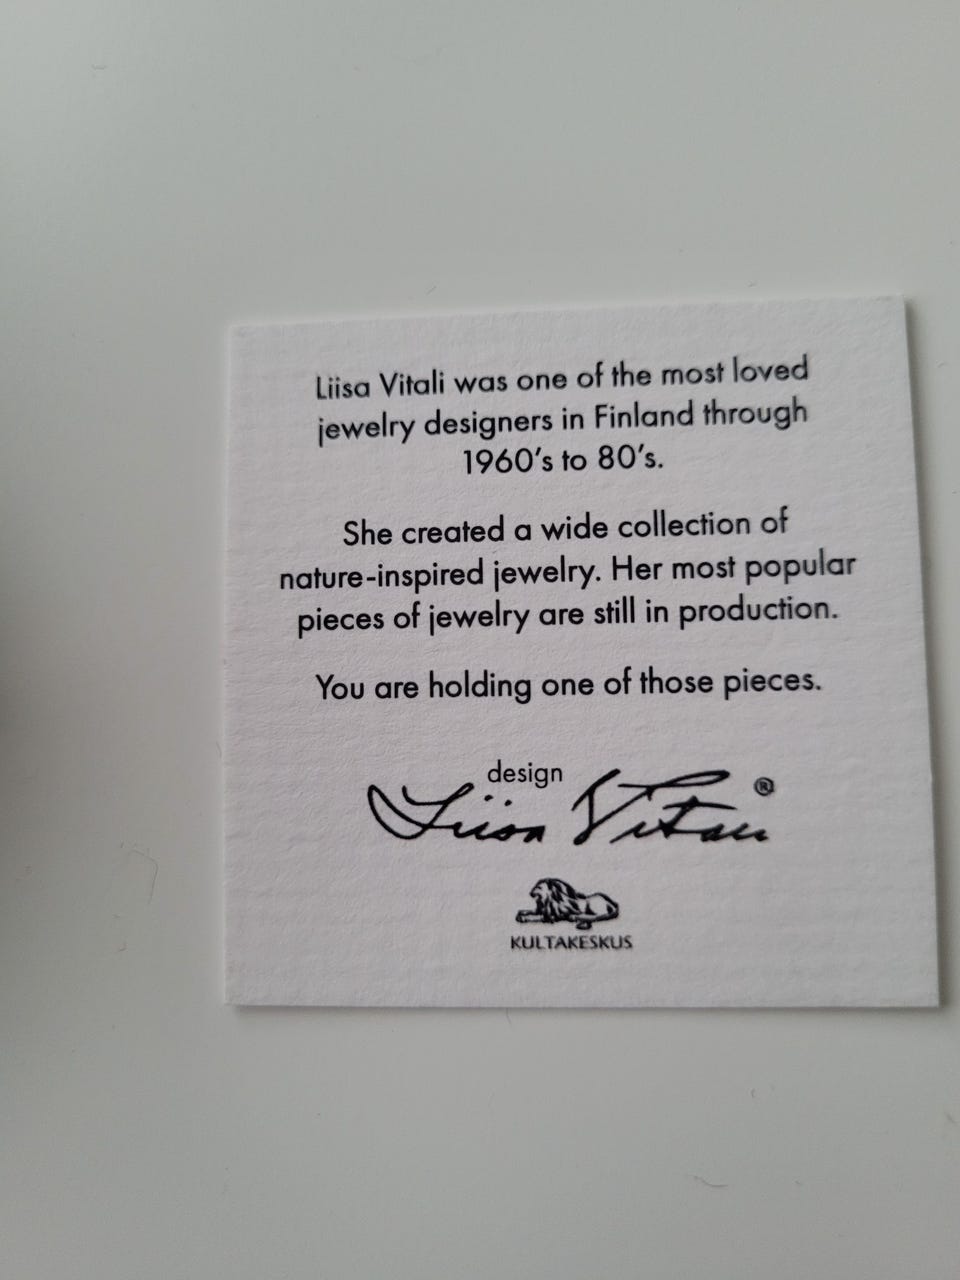 Liisa Vitali was one of the most loved
jewelry designers in Finland through
1960's to 80's.
She created a wide collection of
nature-inspired jewelry. Her most popular
pieces of jewelry are still in production.
You are holding one of those pieces.
design
Liisa Vitali ®
KULTAKESKUS